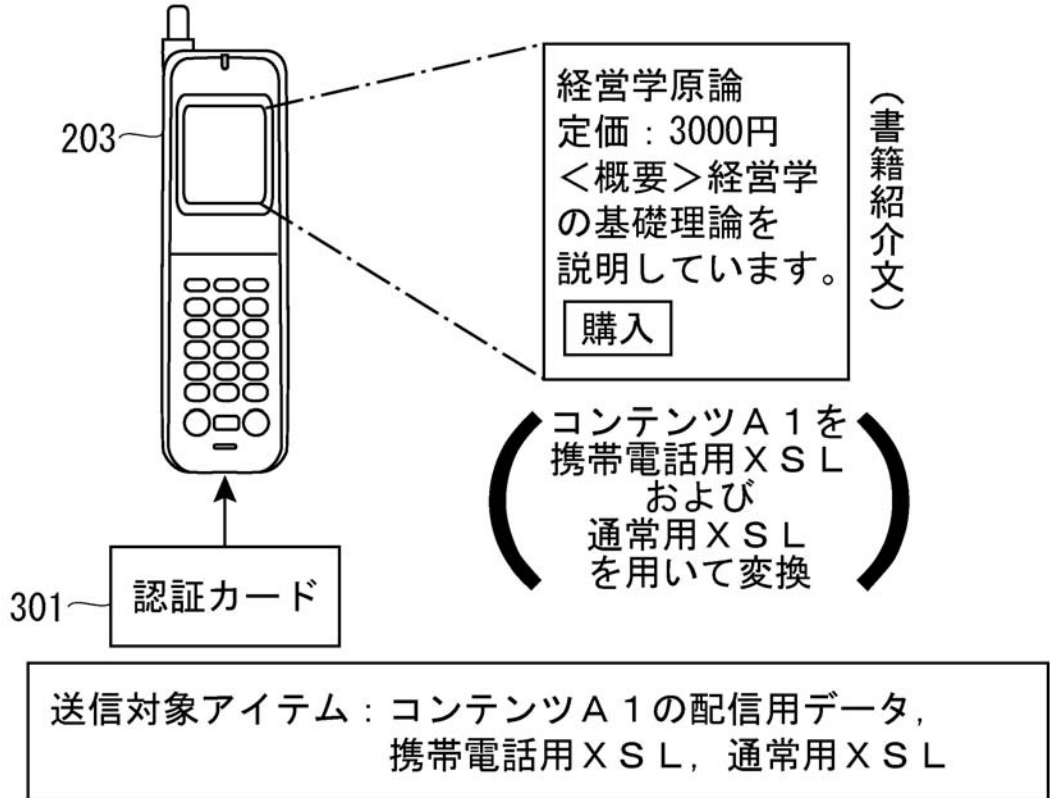 203
経営学原論
定価：3000円
＜概要＞経営学
の基礎理論を
説明しています。
購入
（書籍紹介文）
コンテンツＡ１を
携帯電話用ＸＳＬ
および
通常用ＸＳＬ
を用いて変換
301
認証カード
送信対象アイテム：コンテンツＡ１の配信用データ，
携帯電話用ＸＳＬ，通常用ＸＳＬ